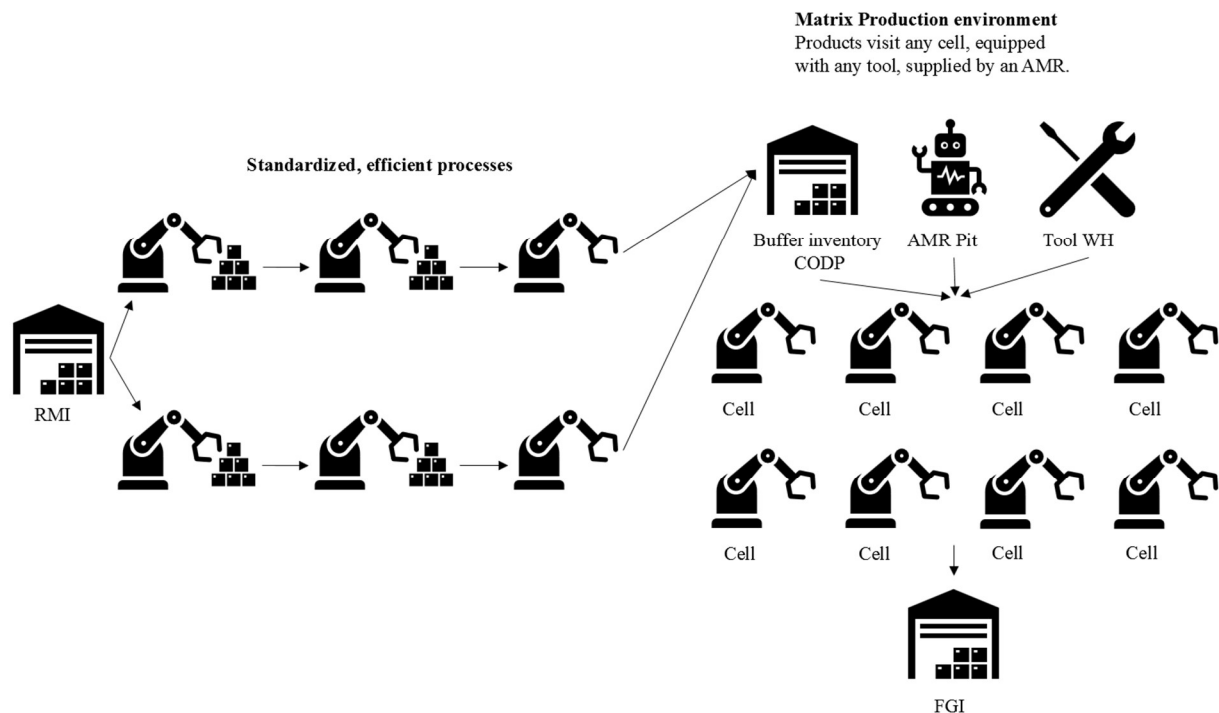 Matrix Production environment
Products visit any cell, equipped
with any tool, supplied by an AMR.
Standardized, efficient processes
Buffer inventory
CODP
AMR Pit
Tool WH
RMI
Cell
Cell
Cell
Cell
Cell
Cell
Cell
Cell
FGI